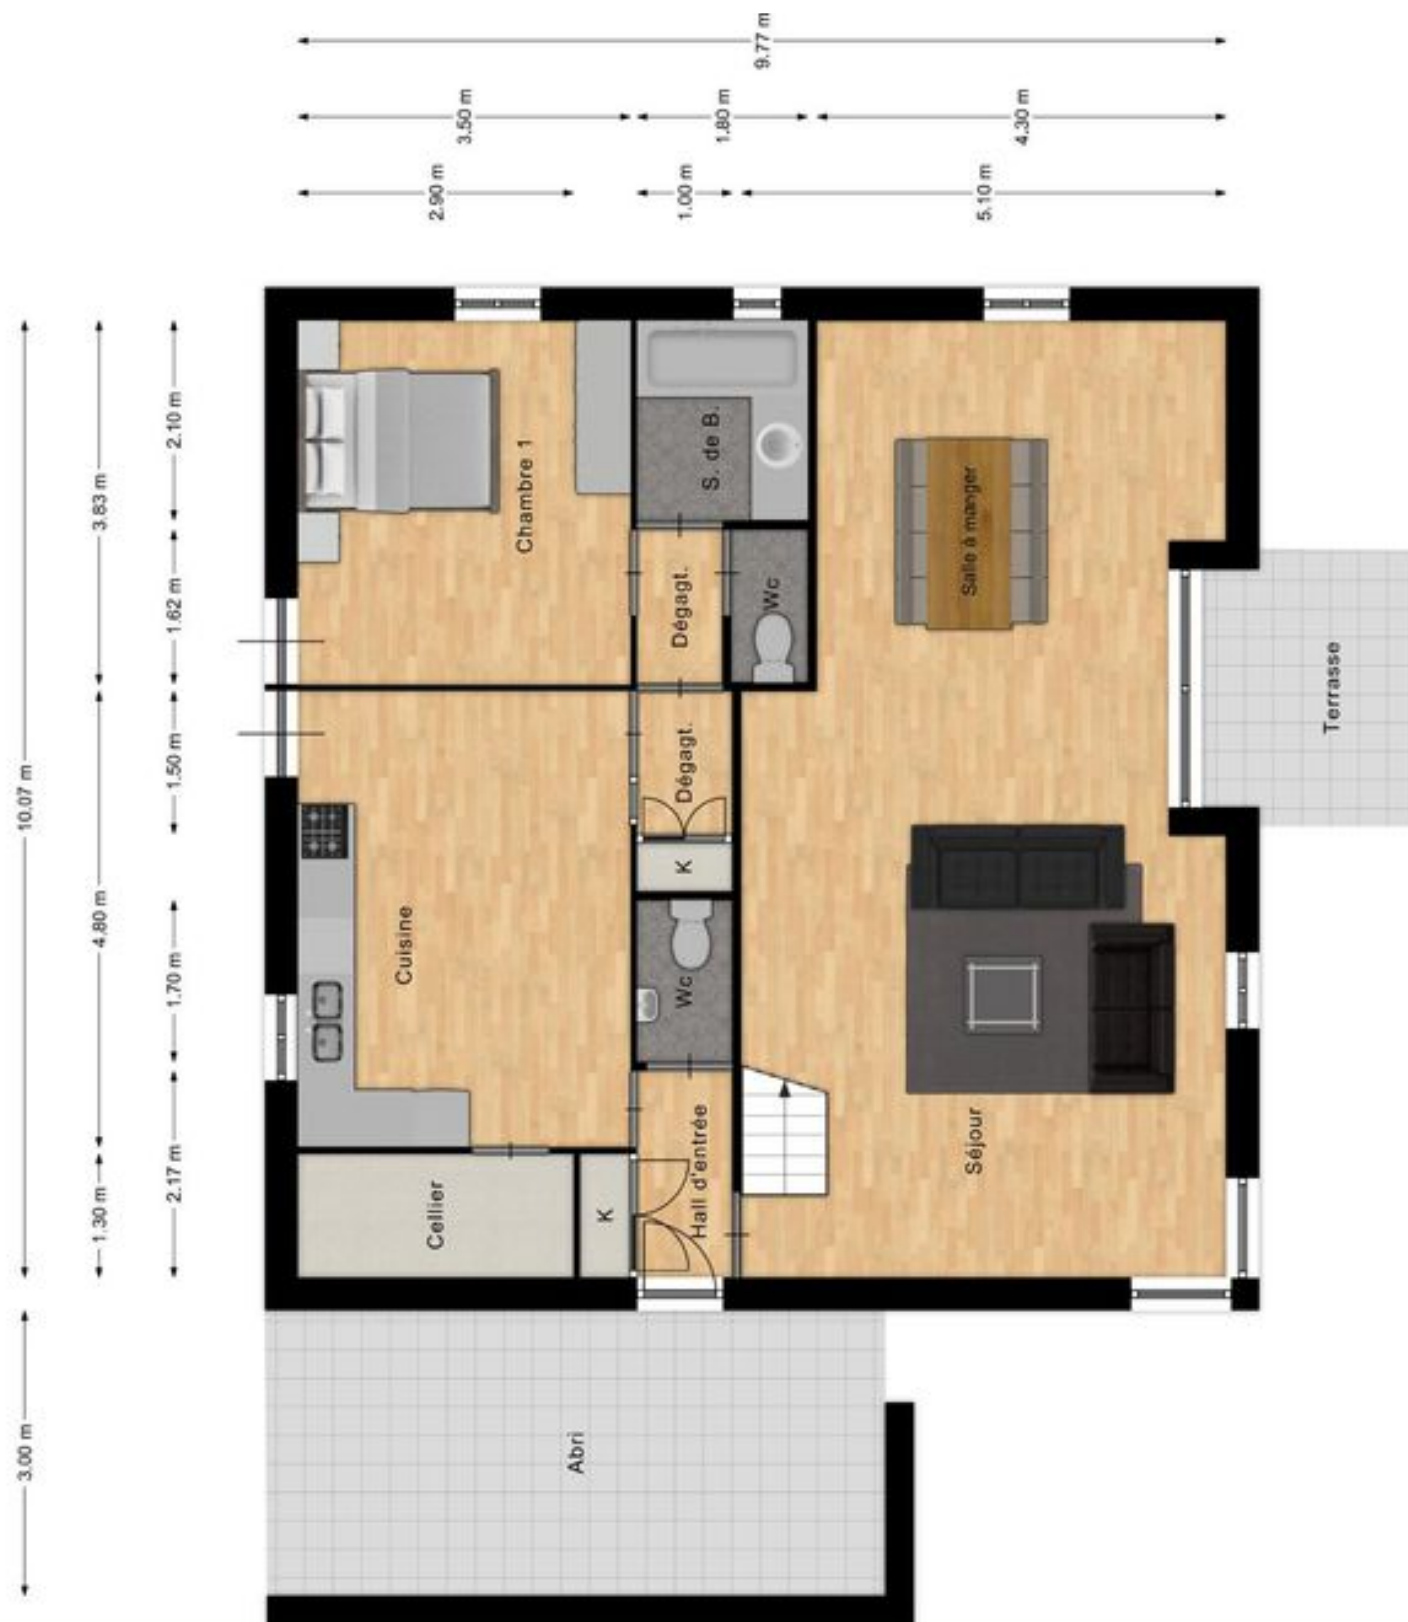 9.77 m
3.50 m
1.80 m
4.30 m
2.90 m
1.00 m
5.10 m
10.07 m
3.83 m
4.80 m
1.30 m
2.10 m
1.62 m
1.50 m
1.70 m
2.17 m
3.00 m
Chambre 1
S. de B.
Salle à manger
Dégagt.
Wc
Terrasse
Dégagt.
K
Cuisine
Wc
Séjour
Hall d'entrée
Cellier
K
Abri